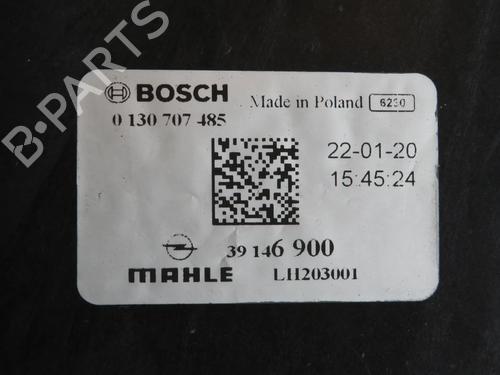 B-PARTS
BOSCH
Made in Poland 6230
0 130 707 485
22-01-20
15:45:24
39 146 900
MAHLE LH203001